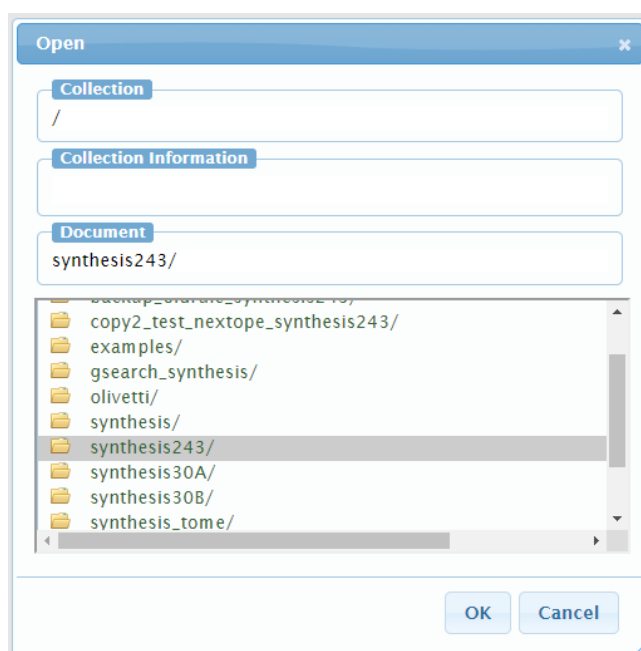 Open
Collection
/
Collection Information
Document
synthesis243/
copy2_test_nextope_synthesis243/
examples/
gsearch_synthesis/
olivetti/
synthesis/
synthesis243/
synthesis30A/
synthesis30B/
synthesis_tome/
OK Cancel